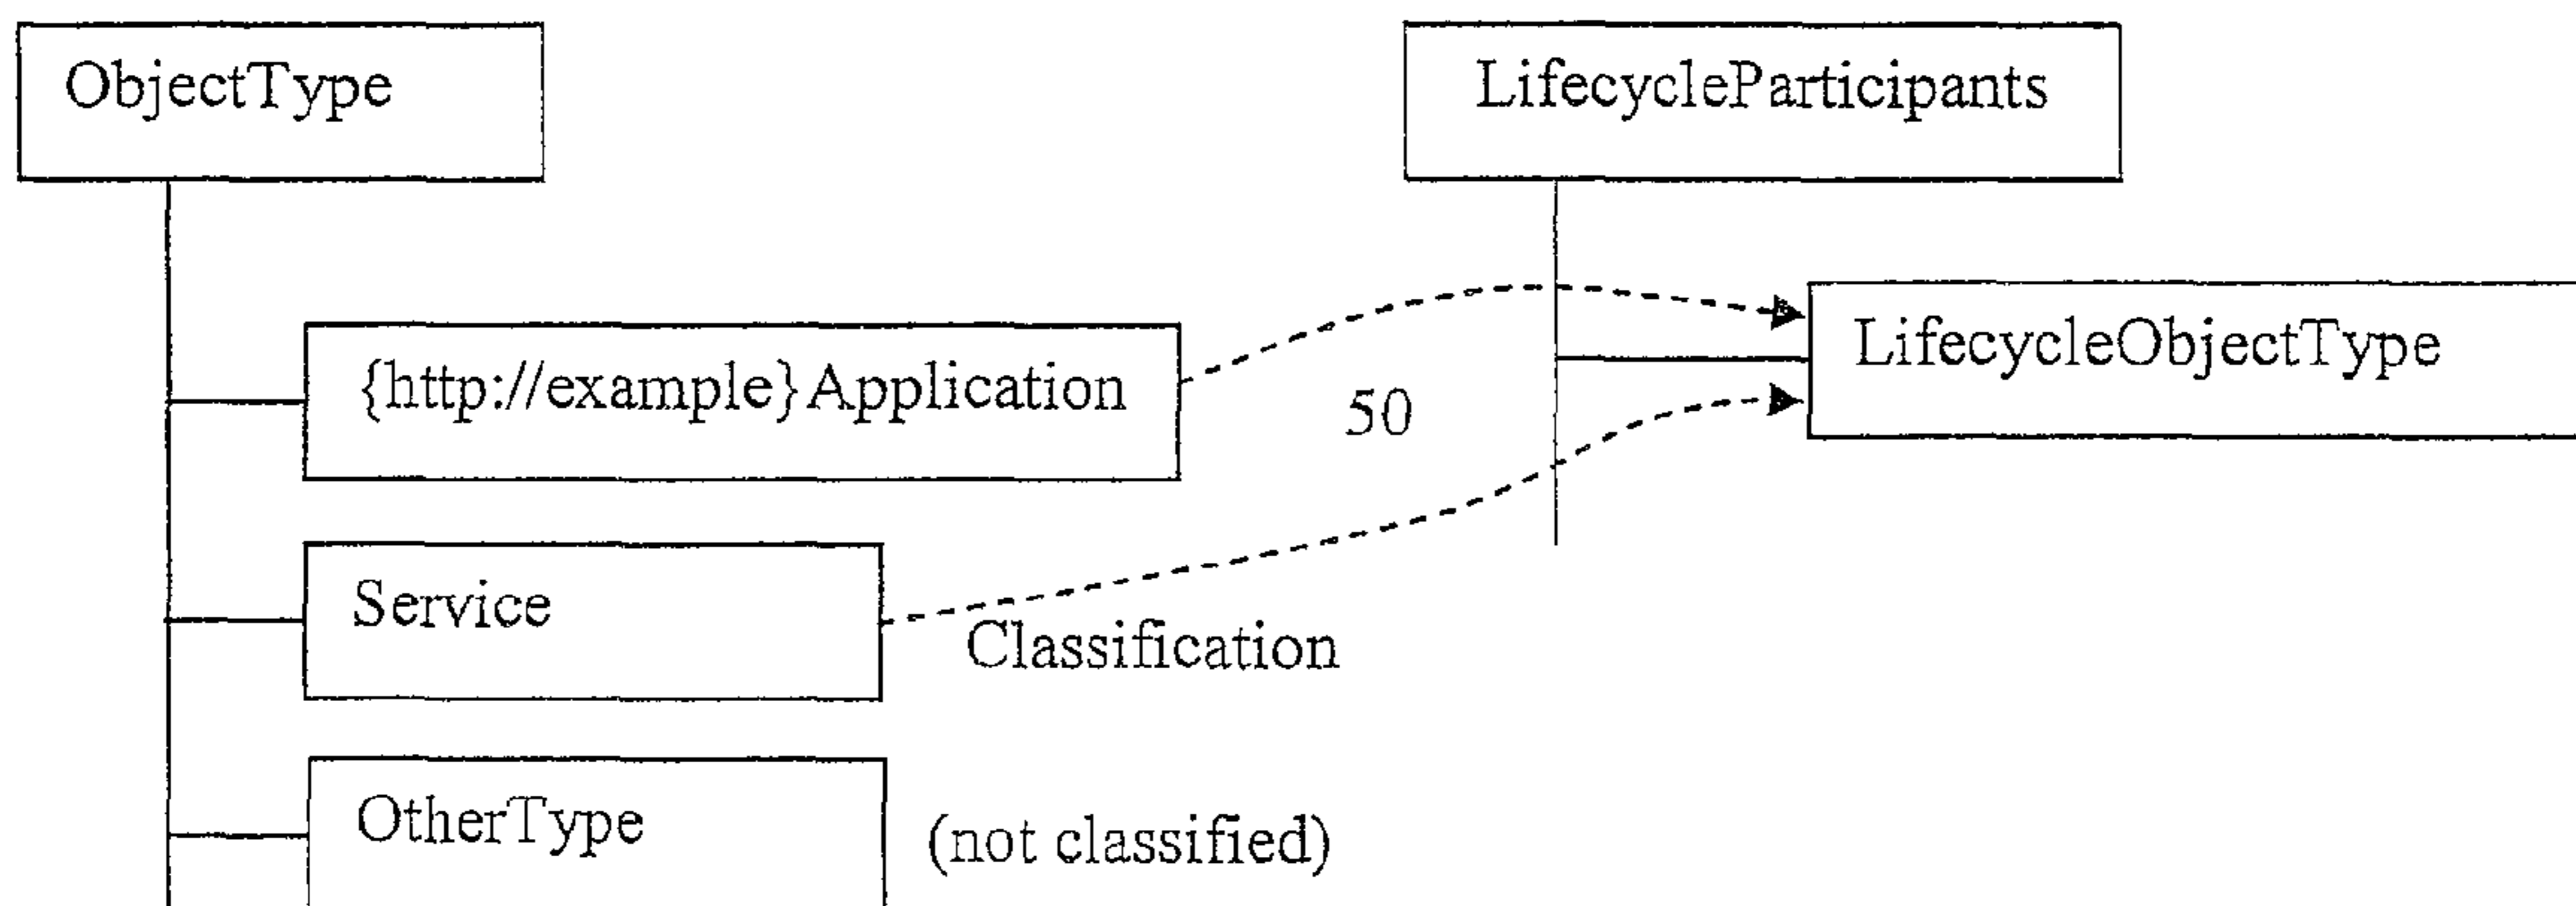 ObjectType
LifecycleParticipants
{http://example}Application
LifecycleObjectType
50
Service
Classification
OtherType
(not classified)